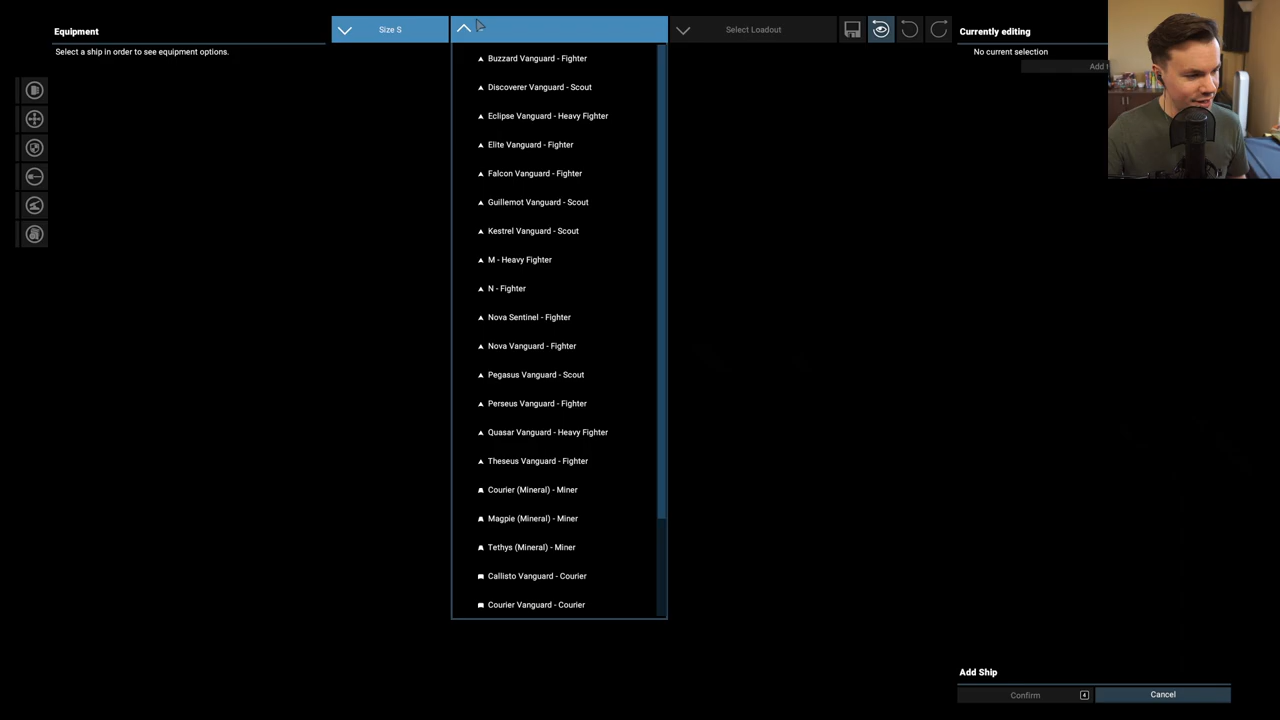 Equipment
Select a ship in order to see equipment options.
Size S
Buzzard Vanguard - Fighter
Discoverer Vanguard - Scout
Eclipse Vanguard - Heavy Fighter
Elite Vanguard - Fighter
Falcon Vanguard - Fighter
Guillemot Vanguard - Scout
Kestrel Vanguard - Scout
M - Heavy Fighter
N - Fighter
Nova Sentinel - Fighter
Nova Vanguard - Fighter
Pegasus Vanguard - Scout
Perseus Vanguard - Fighter
Quasar Vanguard - Heavy Fighter
Theseus Vanguard - Fighter
Courier (Mineral) - Miner
Magpie (Mineral) - Miner
Tethys (Mineral) - Miner
Callisto Vanguard - Courier
Courier Vanguard - Courier
Select Loadout
Currently editing
No current selection
Add
Add Ship
Confirm
4
Cancel